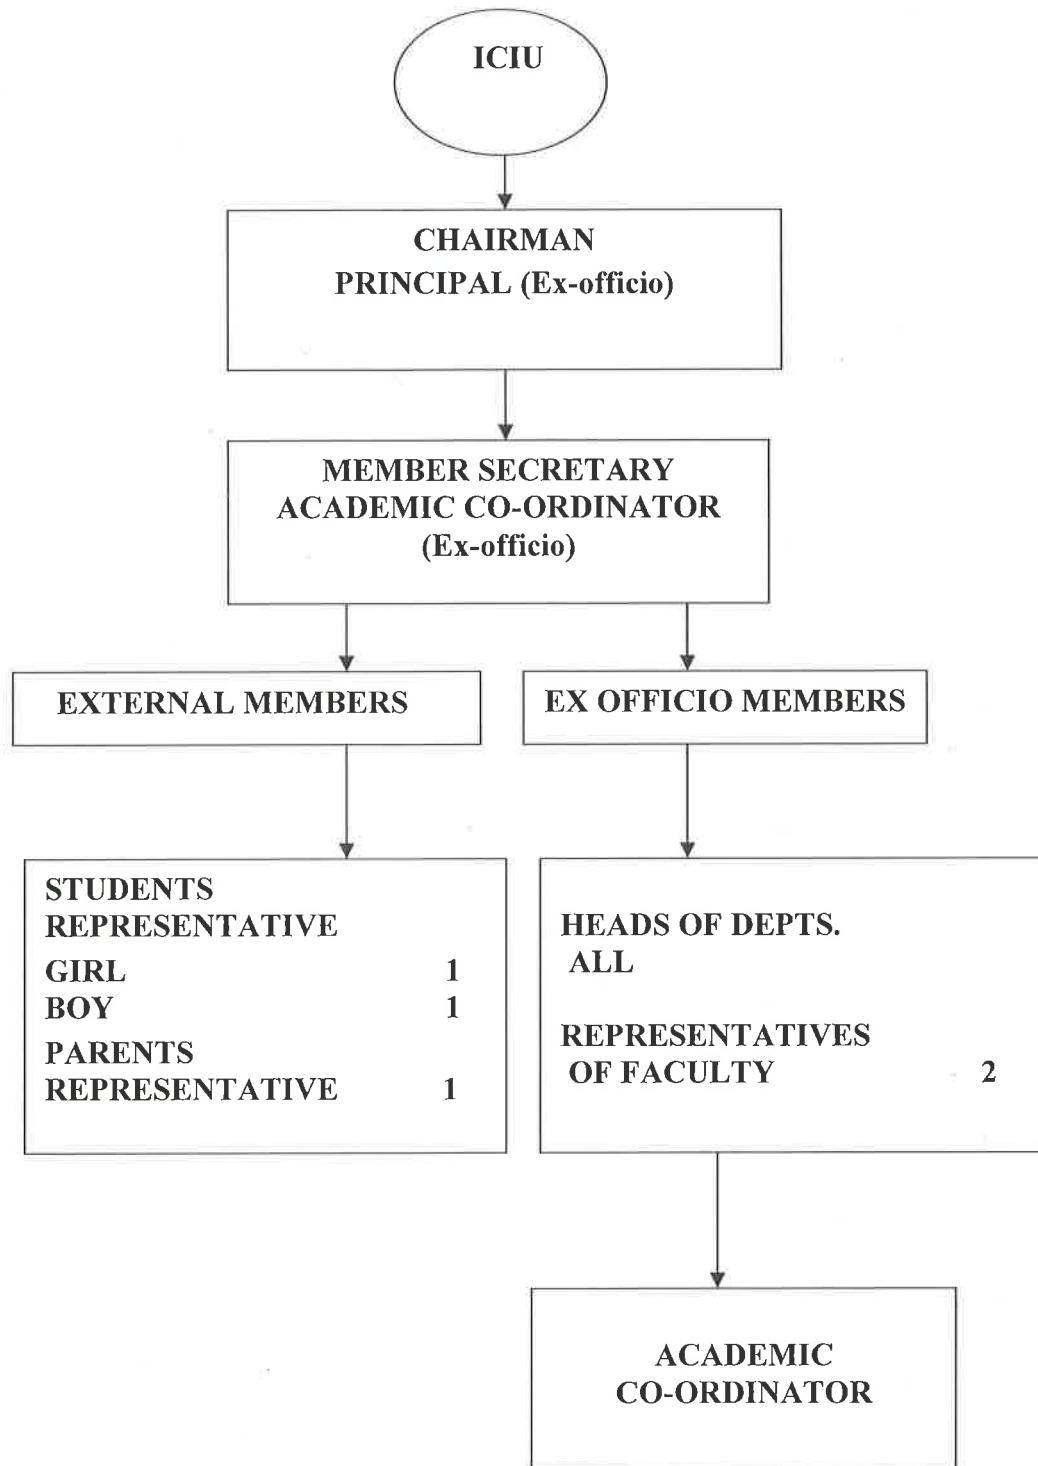 ICIU
CHAIRMAN
PRINCIPAL (Ex-officio)
MEMBER SECRETARY
ACADEMIC CO-ORDINATOR
(Ex-officio)
EXTERNAL MEMBERS
EX OFFICIO MEMBERS
STUDENTS
REPRESENTATIVE
GIRL 1
BOY 1
PARENTS
REPRESENTATIVE 1
HEADS OF DEPTS.
ALL
REPRESENTATIVES
OF FACULTY 2
ACADEMIC
CO-ORDINATOR